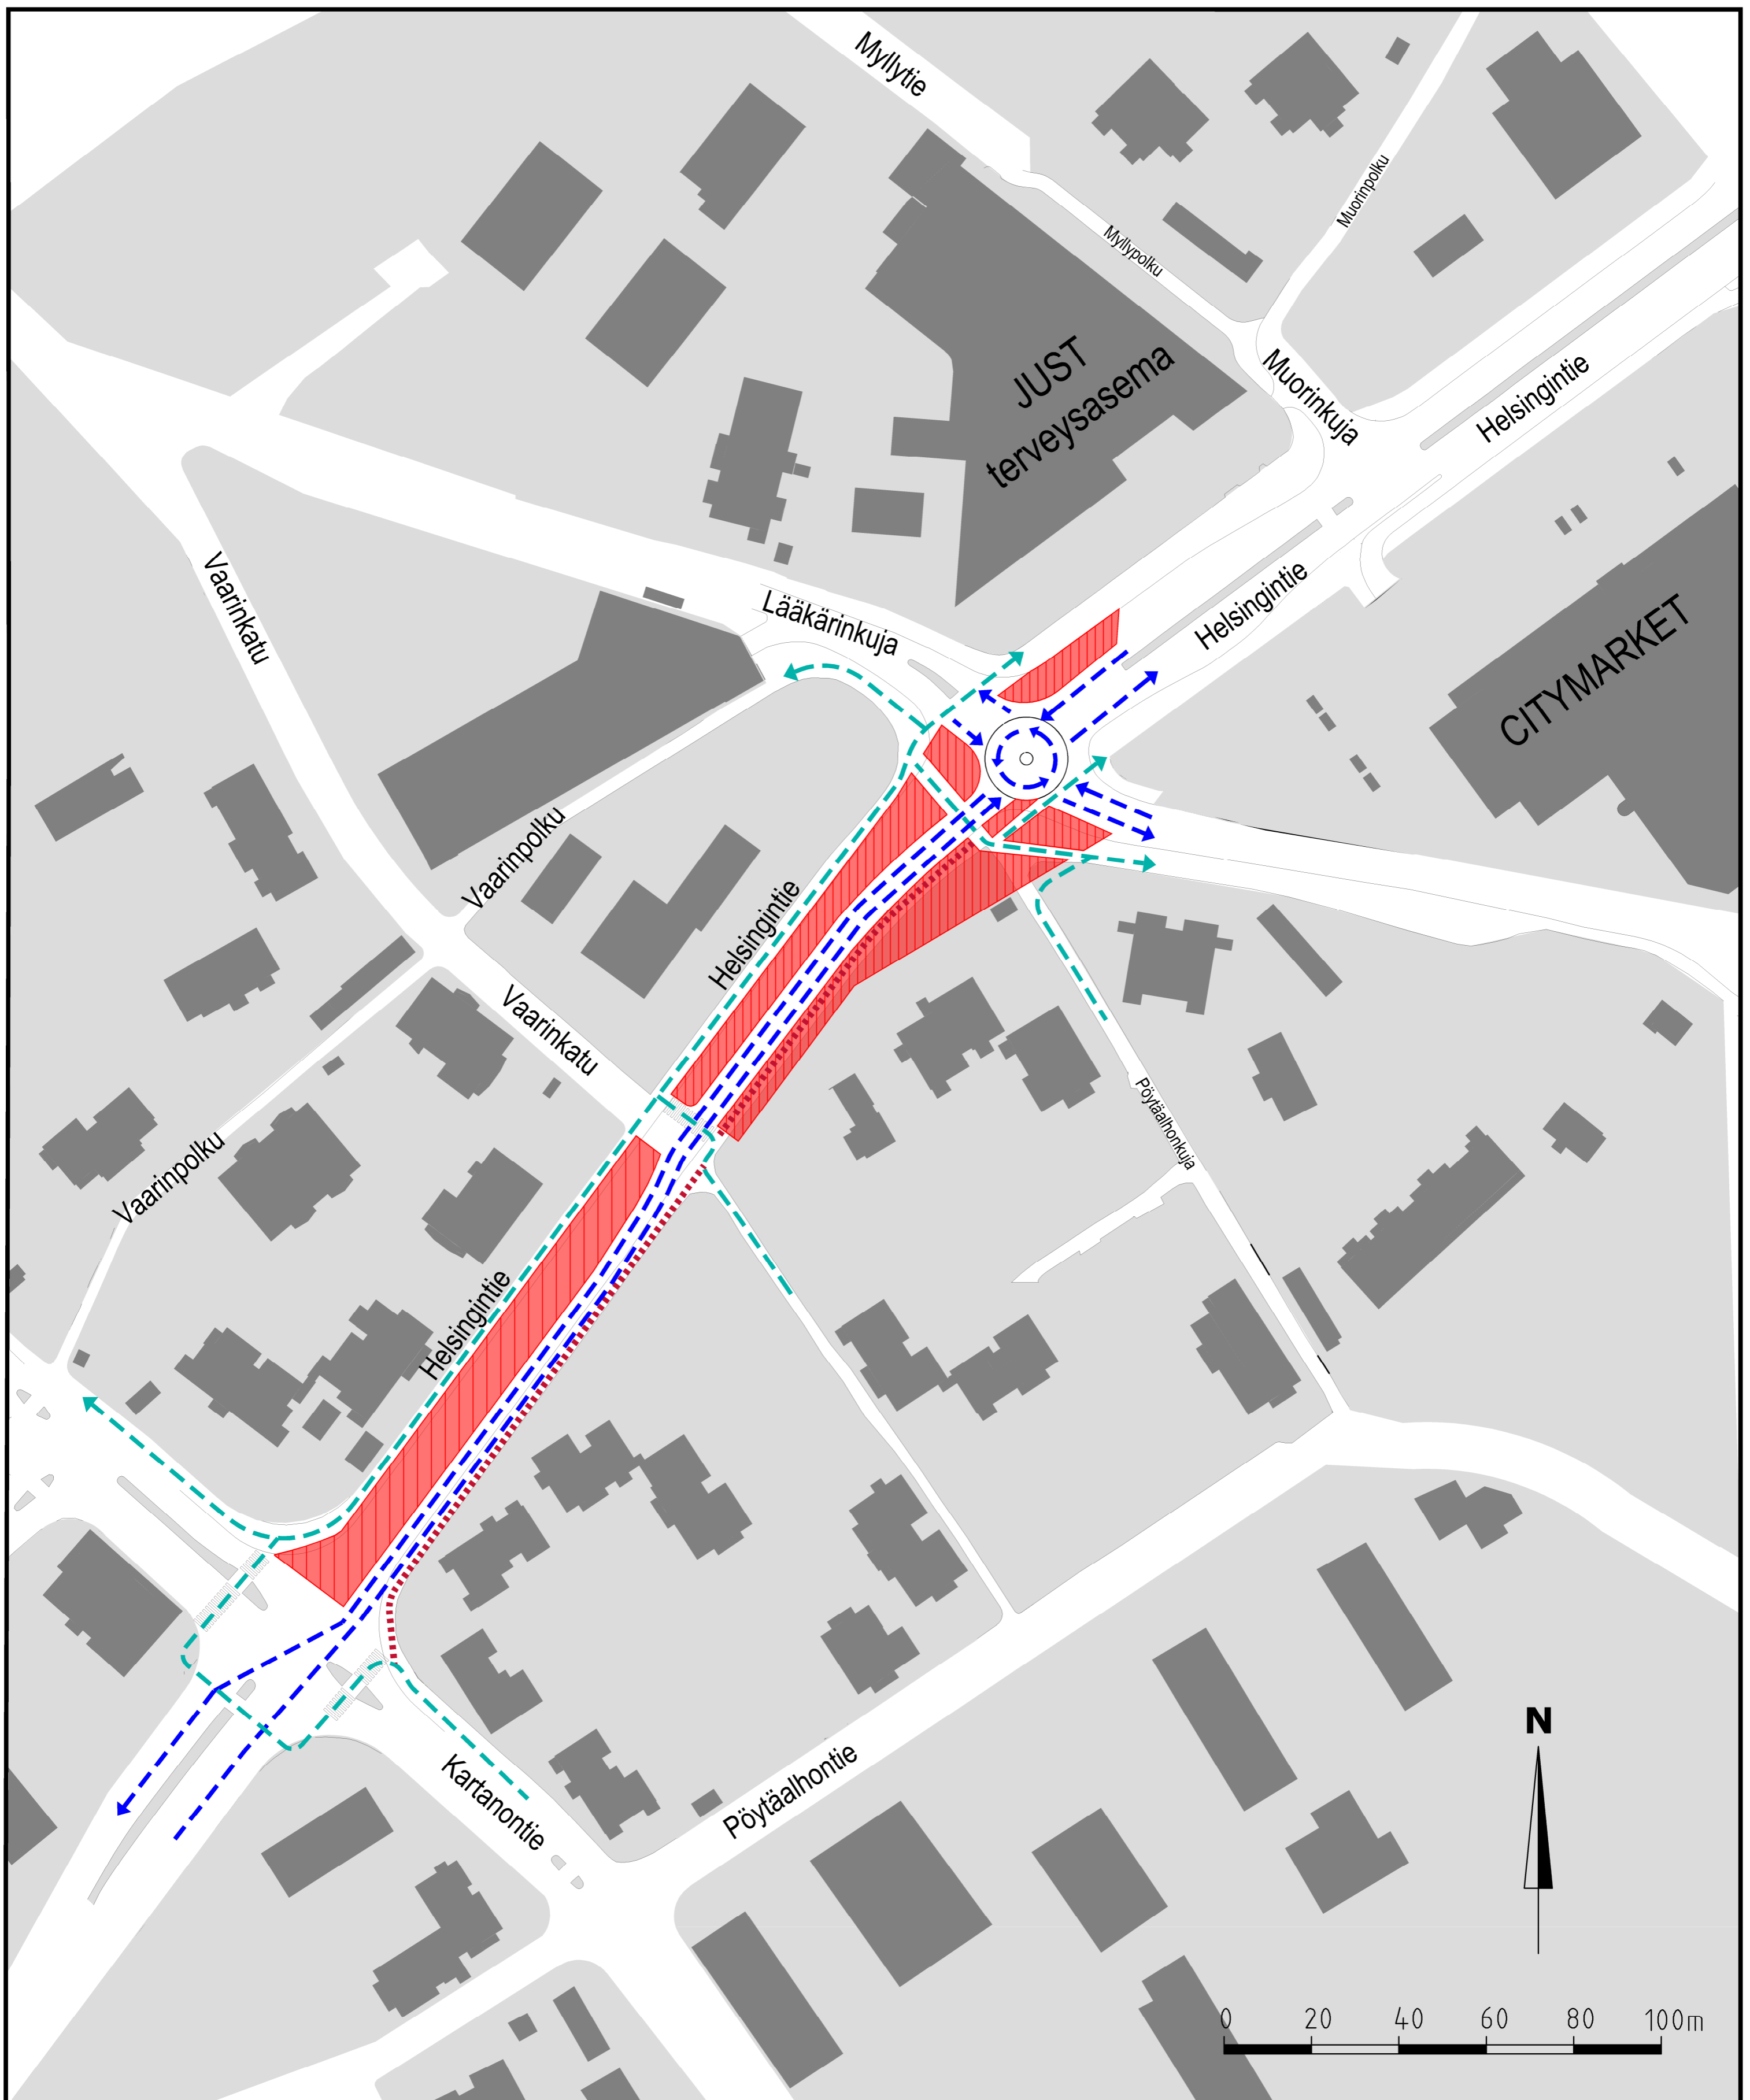 Myllytie
Muorinpolku
Myllypolku
JUST
terveysasema
Muorinkuja
Helsingintie
Vaarinkatu
Lääkärinkuja
Helsingintie
CITYMARKET
Vaarinpolku
Helsingintie
Vaarinkatu
Pöytäalhonkuja
Vaarinpolku
Helsingintie
N
Pöytäalhontie
Kartanontie
0 20 40 60 80 100m